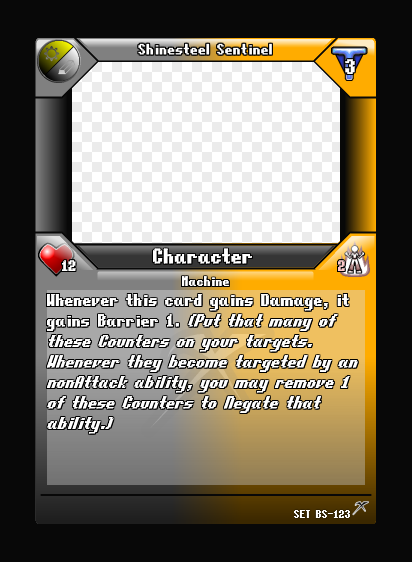 Shinesteel Sentinel
3
12
Character
2
Machine
Whenever this card gains Damage, it
gains Barrier 1. (Put that many of
these Counters on your targets.
Whenever they become targeted by an
nonAttack ability, you may remove 1
of these Counters to Negate that
ability.)
SET BS-123